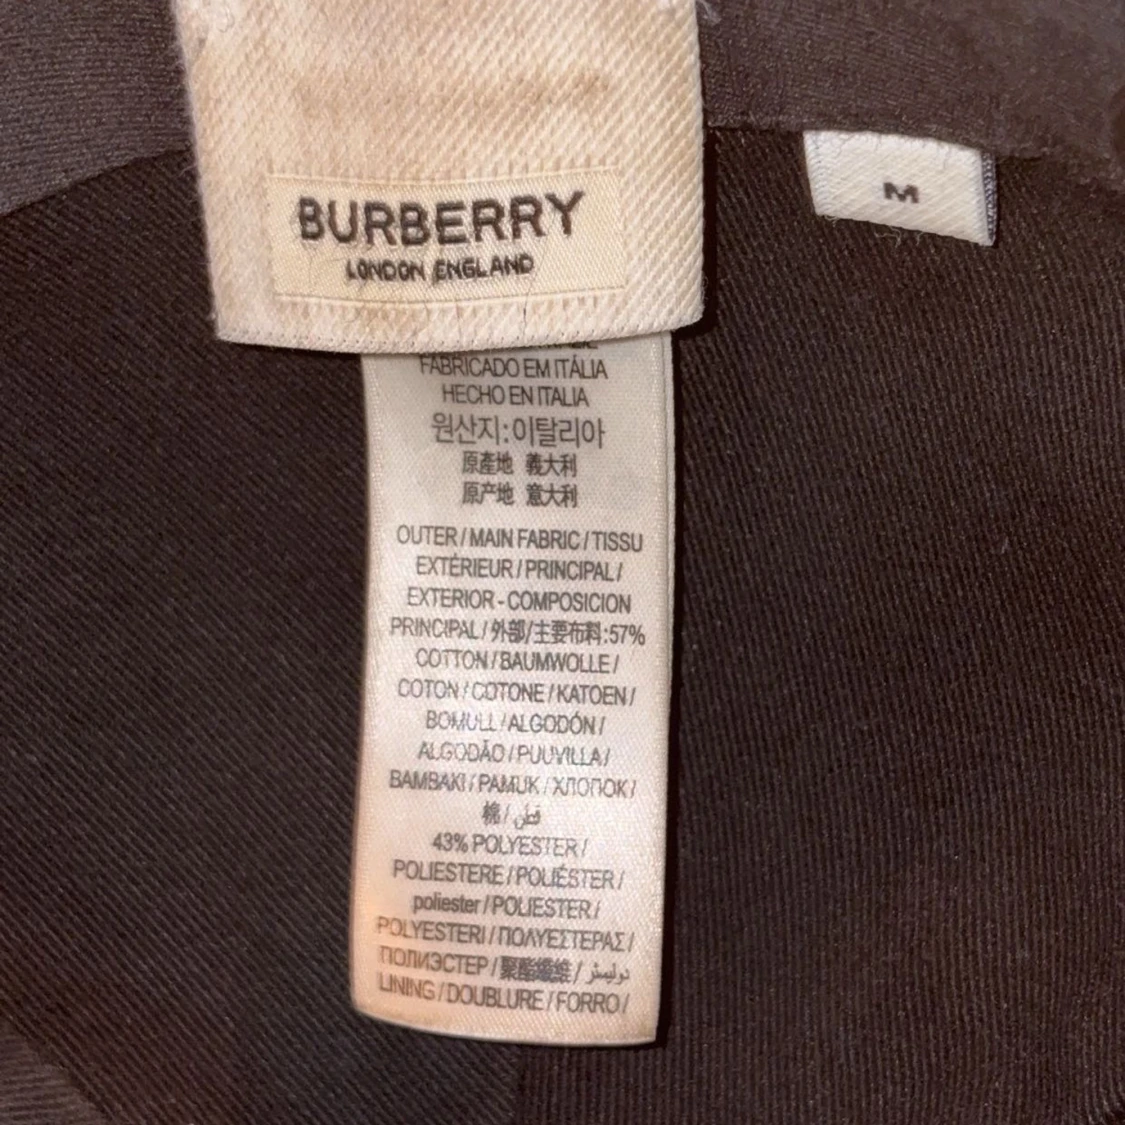 BURBERRY
LONDON ENGLAND
M
FABRICADO EM ITÁLIA
HECHO EN ITALIA
원산지:이탈리아
原產地 義大利
原产地 意大利
OUTER / MAIN FABRIC / TISSU
EXTÉRIEUR / PRINCIPAL /
EXTERIOR - COMPOSICION
PRINCIPAL / 外部/主要布料:57%
COTTON / BAUMWOLLE /
COTON / COTONE / KATOEN /
BOMULL / ALGODÓN /
ALGODÃO / PUUVILLA /
BAMBAKI / PAMUK / ХЛОПОК /
棉 / قطن
43% POLYESTER /
POLIESTERE / POLIÉSTER /
poliester / POLIESTER /
POLYESTERI / ΠΟΛΥΕΣΤΕΡΑΣ /
ПОЛИЭСТЕР / 聚酯纖維 / دوليستر
LINING / DOUBLURE / FORRO /